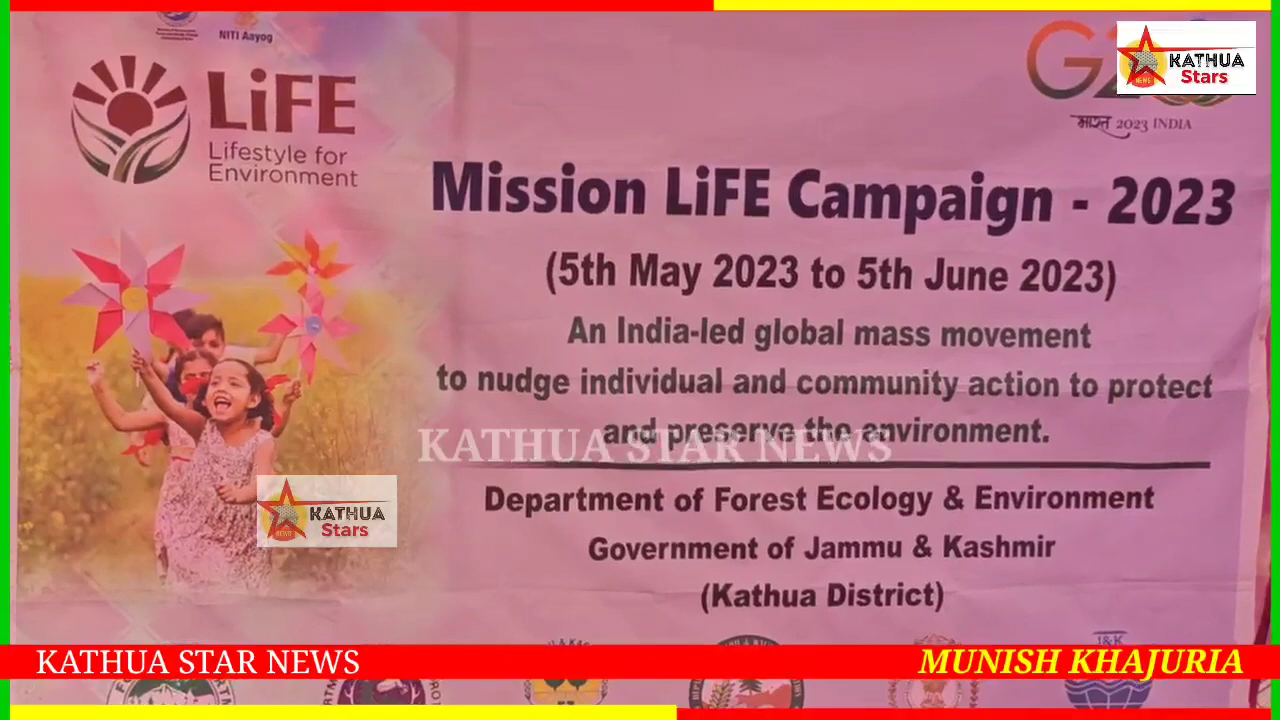 NITI Aayog
LiFE
Lifestyle for
Environment
G20
भारत 2023 INDIA
KATHUA
Stars
NEWS
Mission LiFE Campaign - 2023
(5th May 2023 to 5th June 2023)
An India-led global mass movement
to nudge individual and community action to protect
and preserve the environment.
KATHUA STAR NEWS
Department of Forest Ecology & Environment
Government of Jammu & Kashmir
(Kathua District)
KATHUA
Stars
NEWS
J&K
KATHUA STAR NEWS
MUNISH KHAJURIA